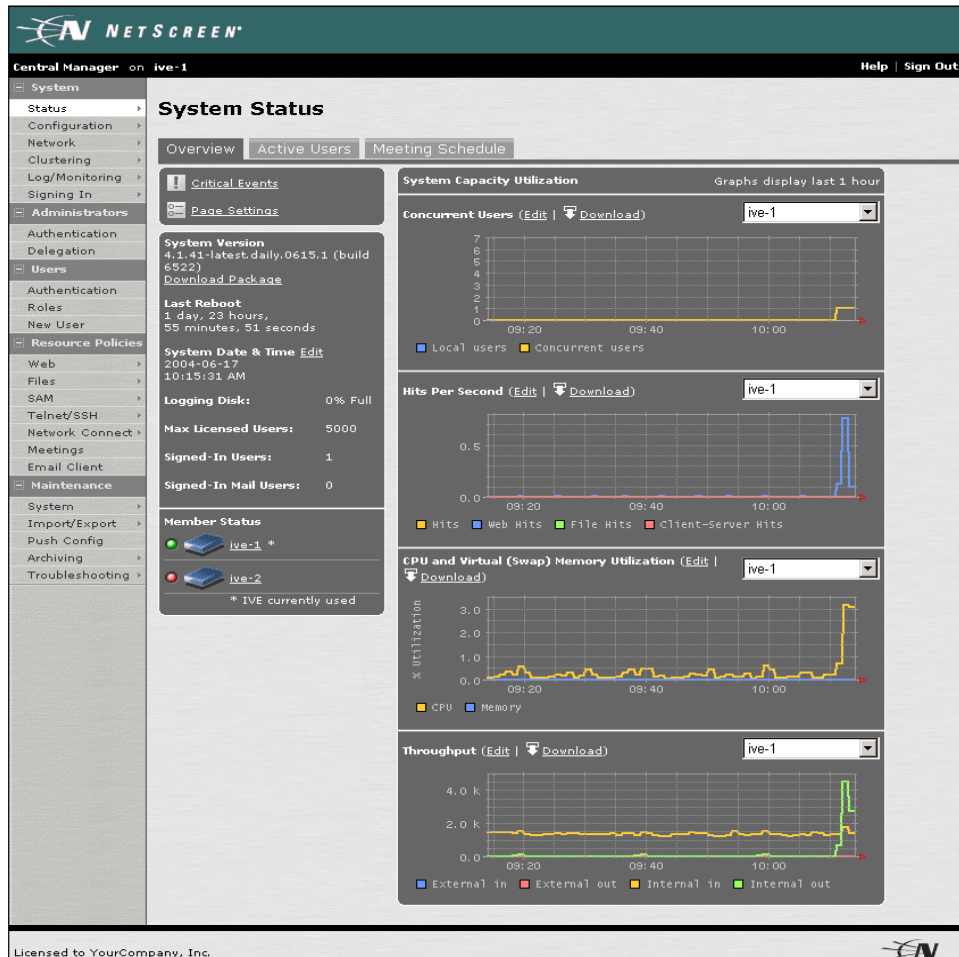 NETSCREEN
Central Manager on ive-1
Help | Sign Out
System
Status
Configuration
Network
Clustering
Log/Monitoring
Signing In
Administrators
Authentication
Delegation
Users
Authentication
Roles
New User
Resource Policies
Web
Files
SAM
Telnet/SSH
Network Connect
Meetings
Email Client
Maintenance
System
Import/Export
Push Config
Archiving
Troubleshooting
System Status
Overview
Active Users
Meeting Schedule
Critical Events
Page Settings
System Version
4.1.41-latest.daily.0615.1 (build
6522)
Download Package
Last Reboot
1 day, 23 hours,
55 minutes, 51 seconds
System Date & Time Edit
2004-06-17
10:15:31 AM
Logging Disk: 0% Full
Max Licensed Users: 5000
Signed-In Users: 1
Signed-In Mail Users: 0
Member Status
ive-1 *
ive-2
* IVE currently used
System Capacity Utilization
Graphs display last 1 hour
Concurrent Users (Edit | Download)
ive-1
7
6
5
4
3
2
1
0
09:20 09:40 10:00
Local users Concurrent users
Hits Per Second (Edit | Download)
ive-1
0.5
0.0
09:20 09:40 10:00
Hits Web Hits File Hits Client-Server Hits
CPU and Virtual (Swap) Memory Utilization (Edit |
Download)
ive-1
% Utilization
3.0
2.0
1.0
0.0
09:20 09:40 10:00
CPU Memory
Throughput (Edit | Download)
ive-1
4.0 k
2.0 k
0.0
09:20 09:40 10:00
External in External out Internal in Internal out
Licensed to YourCompany, Inc.